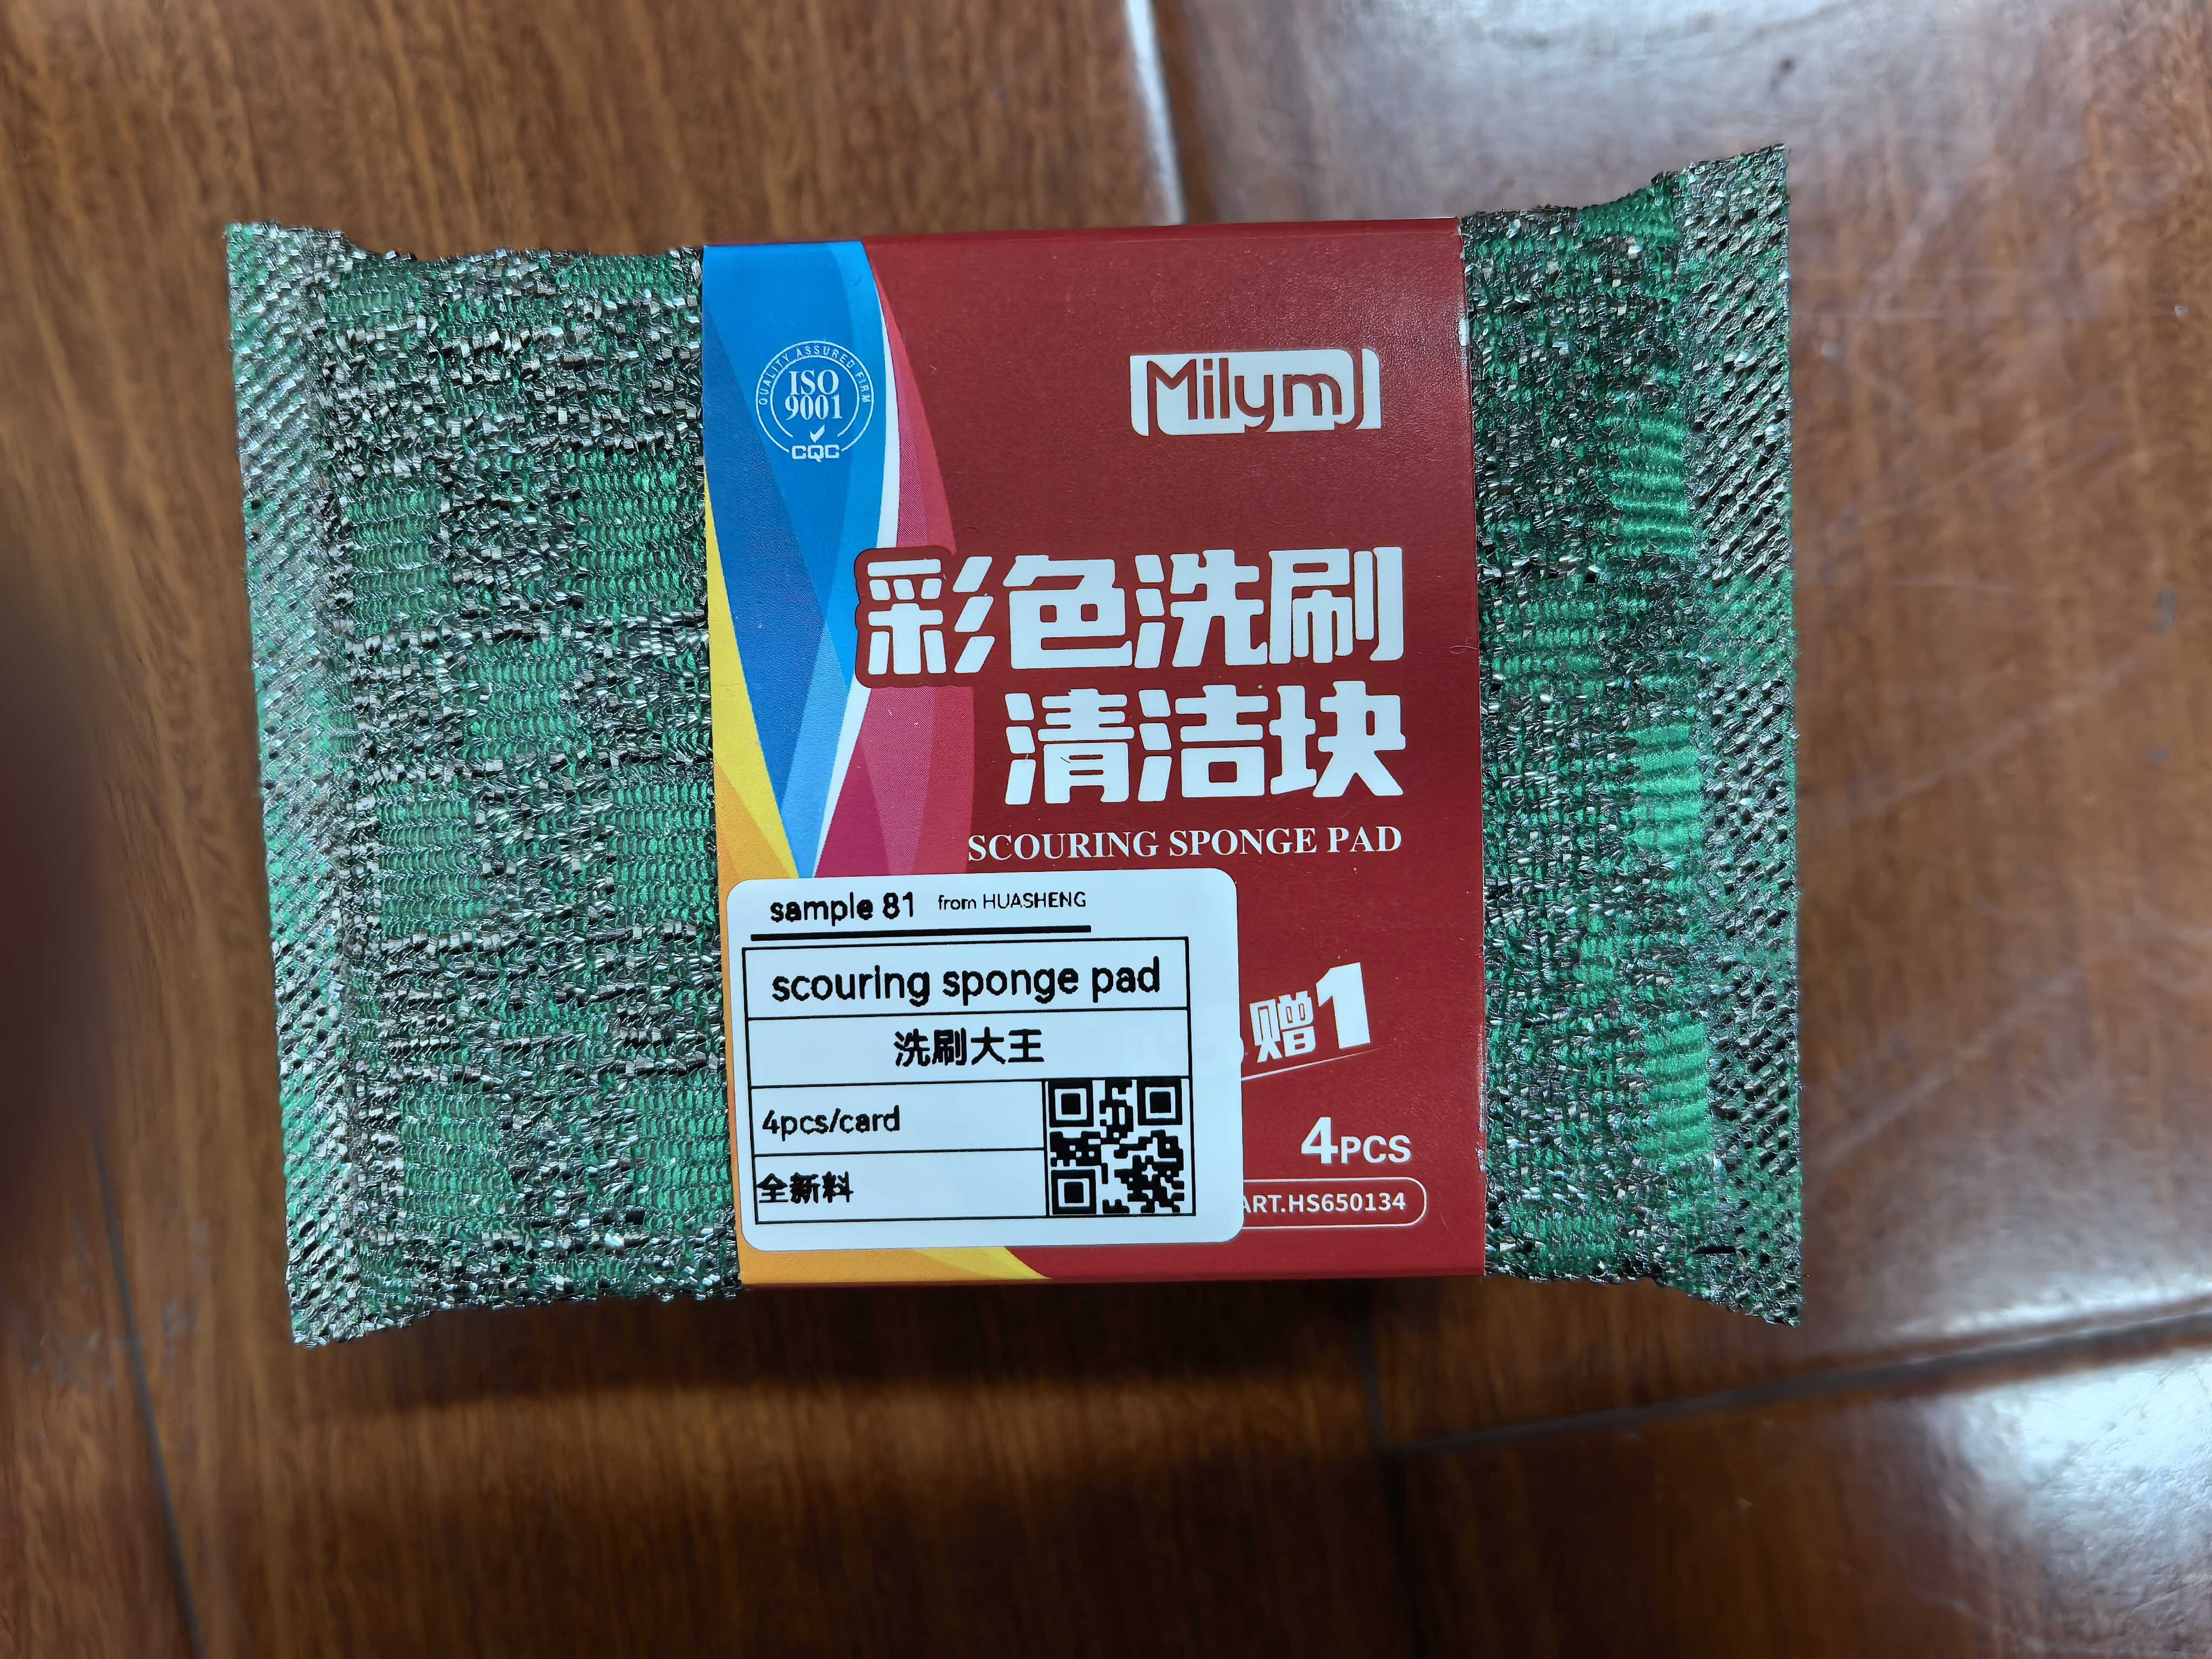 QUALITY ASSURED FIRM
ISO
9001
CQC
Milymj
彩色洗刷
清洁块
SCOURING SPONGE PAD
赠1
4PCS
ART.HS650134
sample 81 from HUASHENG
scouring sponge pad
洗刷大王
4pcs/card
全新料